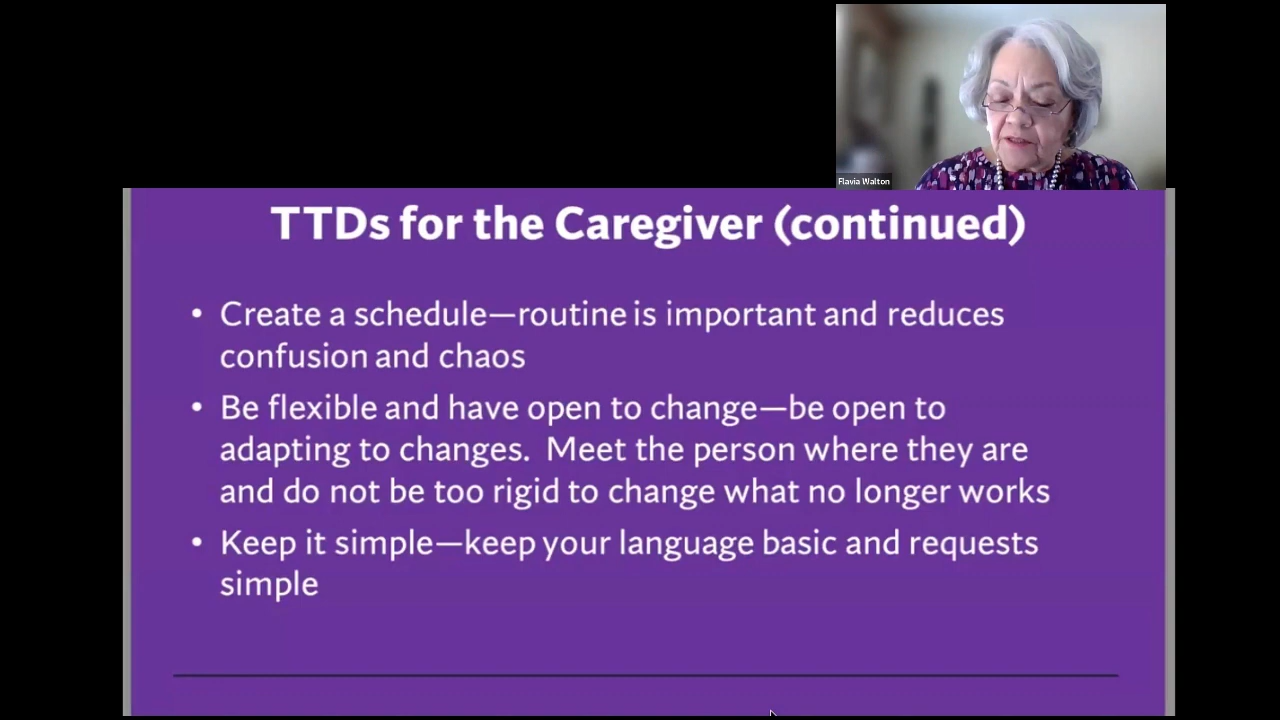 Flavia Walton
TTDs for the Caregiver (continued)
• Create a schedule—routine is important and reduces
confusion and chaos
• Be flexible and have open to change—be open to
adapting to changes.  Meet the person where they are
and do not be too rigid to change what no longer works
• Keep it simple—keep your language basic and requests
simple